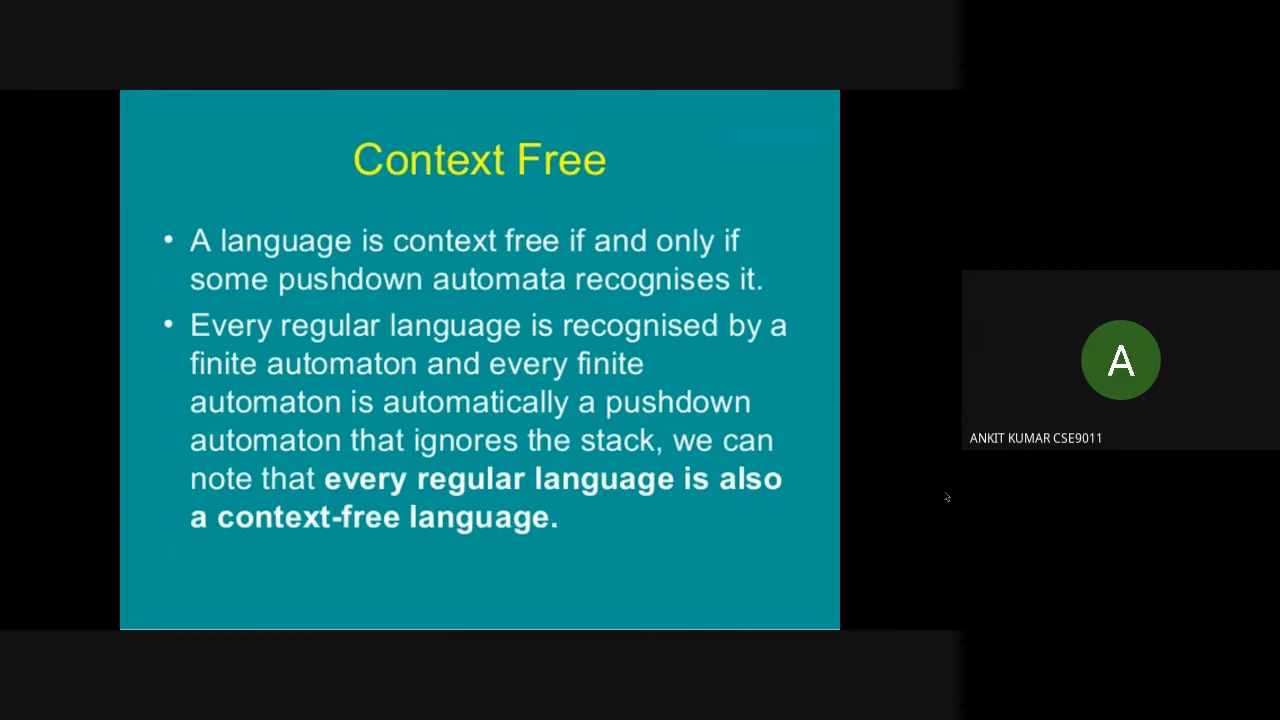 Context Free
• A language is context free if and only if
some pushdown automata recognises it.
• Every regular language is recognised by a
finite automaton and every finite
automaton is automatically a pushdown
automaton that ignores the stack, we can
note that every regular language is also
a context-free language.
A
ANKIT KUMAR CSE9011